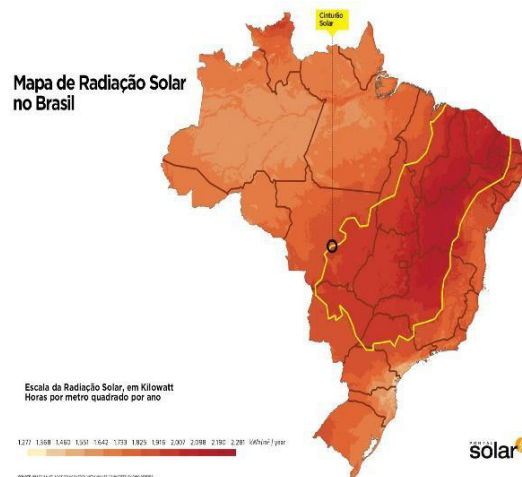 Cinturão
Solar
Mapa de Radiação Solar
no Brasil
Escala da Radiação Solar, em Kilowatt
Horas por metro quadrado por ano
1.277 1.368 1.460 1.551 1.642 1.733 1.825 1.916 2.007 2.098 2.190 2.281 kWh/m² / year
PORTAL
solar